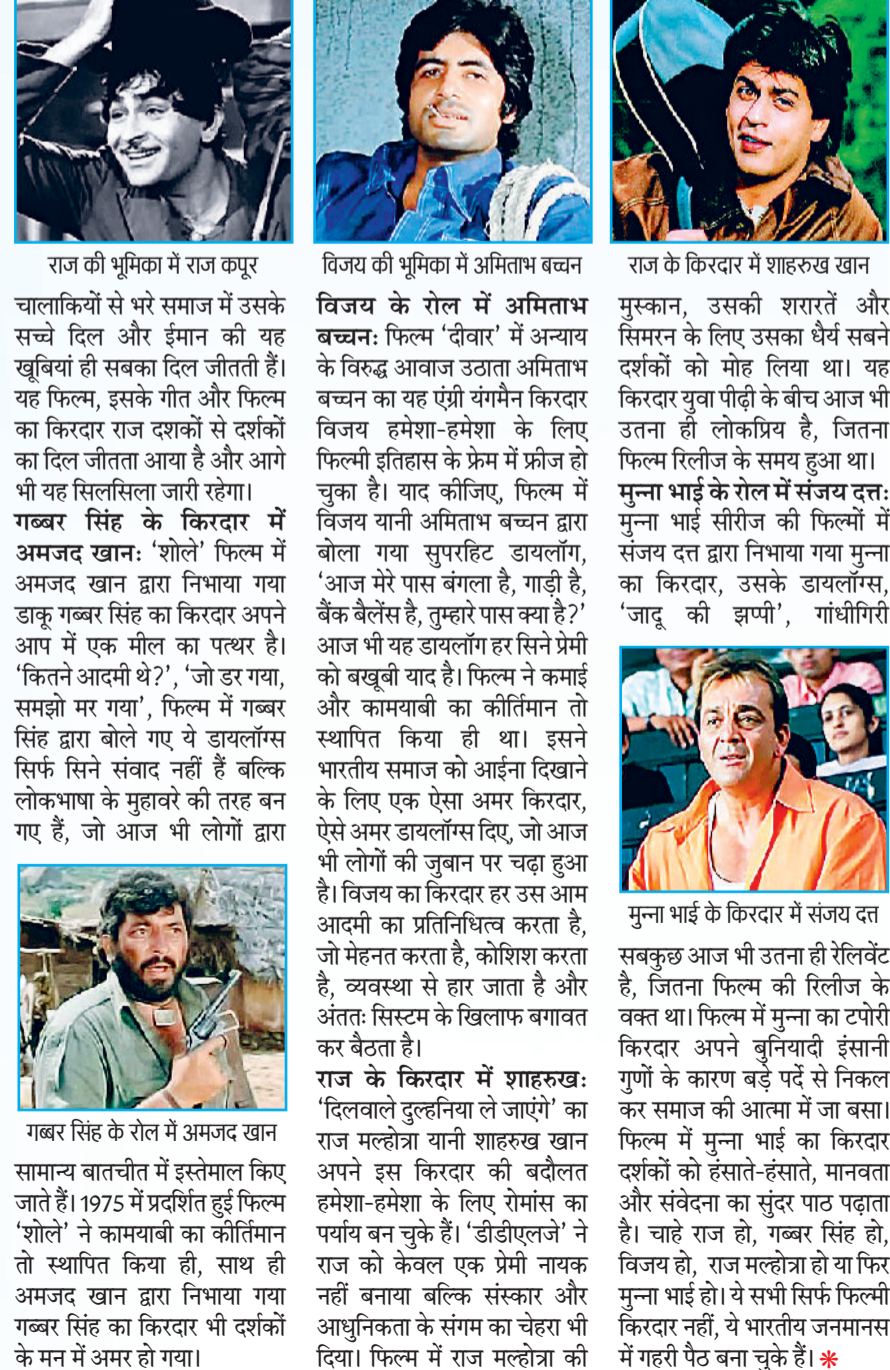 राज की भूमिका में राज कपूर
चालाकियों से भरे समाज में उसके
सच्चे दिल और ईमान की यह
खूबियां ही सबका दिल जीतती हैं।
यह फिल्म, इसके गीत और फिल्म
का किरदार राज दशकों से दर्शकों
का दिल जीतता आया है और आगे
भी यह सिलसिला जारी रहेगा।
गब्बर सिंह के किरदार में
अमजद खान: ‘शोले’ फिल्म में
अमजद खान द्वारा निभाया गया
डाकू गब्बर सिंह का किरदार अपने
आप में एक मील का पत्थर है।
‘कितने आदमी थे?’, ‘जो डर गया,
समझो मर गया’, फिल्म में गब्बर
सिंह द्वारा बोले गए ये डायलॉग्स
सिर्फ सिने संवाद नहीं हैं बल्कि
लोकभाषा के मुहावरे की तरह बन
गए हैं, जो आज भी लोगों द्वारा
गब्बर सिंह के रोल में अमजद खान
सामान्य बातचीत में इस्तेमाल किए
जाते हैं। 1975 में प्रदर्शित हुई फिल्म
‘शोले’ ने कामयाबी का कीर्तिमान
तो स्थापित किया ही, साथ ही
अमजद खान द्वारा निभाया गया
गब्बर सिंह का किरदार भी दर्शकों
के मन में अमर हो गया।
विजय की भूमिका में अमिताभ बच्चन
विजय के रोल में अमिताभ
बच्चन: फिल्म ‘दीवार’ में अन्याय
के विरुद्ध आवाज उठाता अमिताभ
बच्चन का यह एंग्री यंगमैन किरदार
विजय हमेशा-हमेशा के लिए
फिल्मी इतिहास के फ्रेम में फ्रीज हो
चुका है। याद कीजिए, फिल्म में
विजय यानी अमिताभ बच्चन द्वारा
बोला गया सुपरहिट डायलॉग,
‘आज मेरे पास बंगला है, गाड़ी है,
बैंक बैलेंस है, तुम्हारे पास क्या है?’
आज भी यह डायलॉग हर सिने प्रेमी
को बखूबी याद है। फिल्म ने कमाई
और कामयाबी का कीर्तिमान तो
स्थापित किया ही था। इसने
भारतीय समाज को आईना दिखाने
के लिए एक ऐसा अमर किरदार,
ऐसे अमर डायलॉग्स दिए, जो आज
भी लोगों की जुबान पर चढ़ा हुआ
है। विजय का किरदार हर उस आम
आदमी का प्रतिनिधित्व करता है,
जो मेहनत करता है, कोशिश करता
है, व्यवस्था से हार जाता है और
अंततः सिस्टम के खिलाफ बगावत
कर बैठता है।
राज के किरदार में शाहरुख:
‘दिलवाले दुल्हनिया ले जाएंगे’ का
राज मल्होत्रा यानी शाहरुख खान
अपने इस किरदार की बदौलत
हमेशा-हमेशा के लिए रोमांस का
पर्याय बन चुके हैं। ‘डीडीएलजे’ ने
राज को केवल एक प्रेमी नायक
नहीं बनाया बल्कि संस्कार और
आधुनिकता के संगम का चेहरा भी
दिया। फिल्म में राज मल्होत्रा की
राज के किरदार में शाहरुख खान
मुस्कान, उसकी शरारतें और
सिमरन के लिए उसका धैर्य सबने
दर्शकों को मोह लिया था। यह
किरदार युवा पीढ़ी के बीच आज भी
उतना ही लोकप्रिय है, जितना
फिल्म रिलीज के समय हुआ था।
मुन्ना भाई के रोल में संजय दत्त:
मुन्ना भाई सीरीज की फिल्मों में
संजय दत्त द्वारा निभाया गया मुन्ना
का किरदार, उसके डायलॉग्स,
‘जादू की झप्पी’, गांधीगिरी
मुन्ना भाई के किरदार में संजय दत्त
सबकुछ आज भी उतना ही रेलिवेंट
है, जितना फिल्म की रिलीज के
वक्त था। फिल्म में मुन्ना का टपोरी
किरदार अपने बुनियादी इंसानी
गुणों के कारण बड़े पर्दे से निकल
कर समाज की आत्मा में जा बसा।
फिल्म में मुन्ना भाई का किरदार
दर्शकों को हंसाते-हंसाते, मानवता
और संवेदना का सुंदर पाठ पढ़ाता
है। चाहे राज हो, गब्बर सिंह हो,
विजय हो, राज मल्होत्रा हो या फिर
मुन्ना भाई हो। ये सभी सिर्फ फिल्मी
किरदार नहीं, ये भारतीय जनमानस
में गहरी पैठ बना चुके हैं।